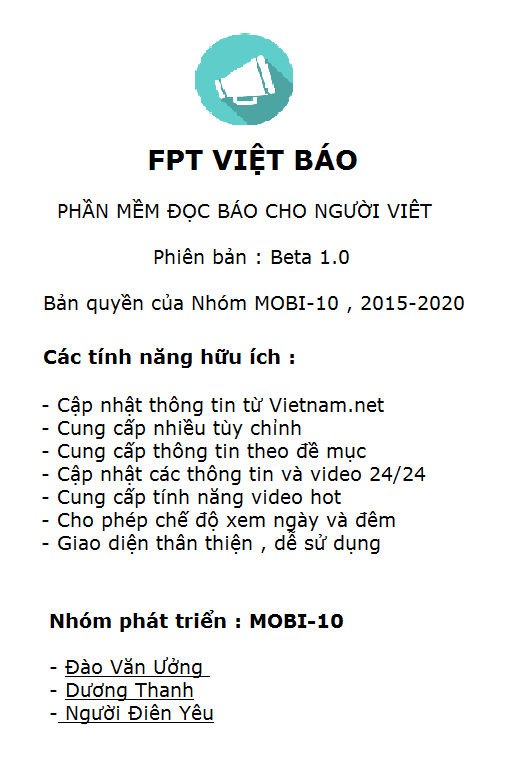 FPT VIỆT BÁO
PHẦN MỀM ĐỌC BÁO CHO NGƯỜI VIÊT
Phiên bản : Beta 1.0
Bản quyền của Nhóm MOBI-10 , 2015-2020
Các tính năng hữu ích :
- Cập nhật thông tin từ Vietnam.net
- Cung cấp nhiều tùy chỉnh
- Cung cấp thông tin theo đề mục
- Cập nhật các thông tin và video 24/24
- Cung cấp tính năng video hot
- Cho phép chế độ xem ngày và đêm
- Giao diện thân thiện , dễ sử dụng
Nhóm phát triển : MOBI-10
- Đào Văn Ưởng
- Dương Thanh
- Người Điên Yêu